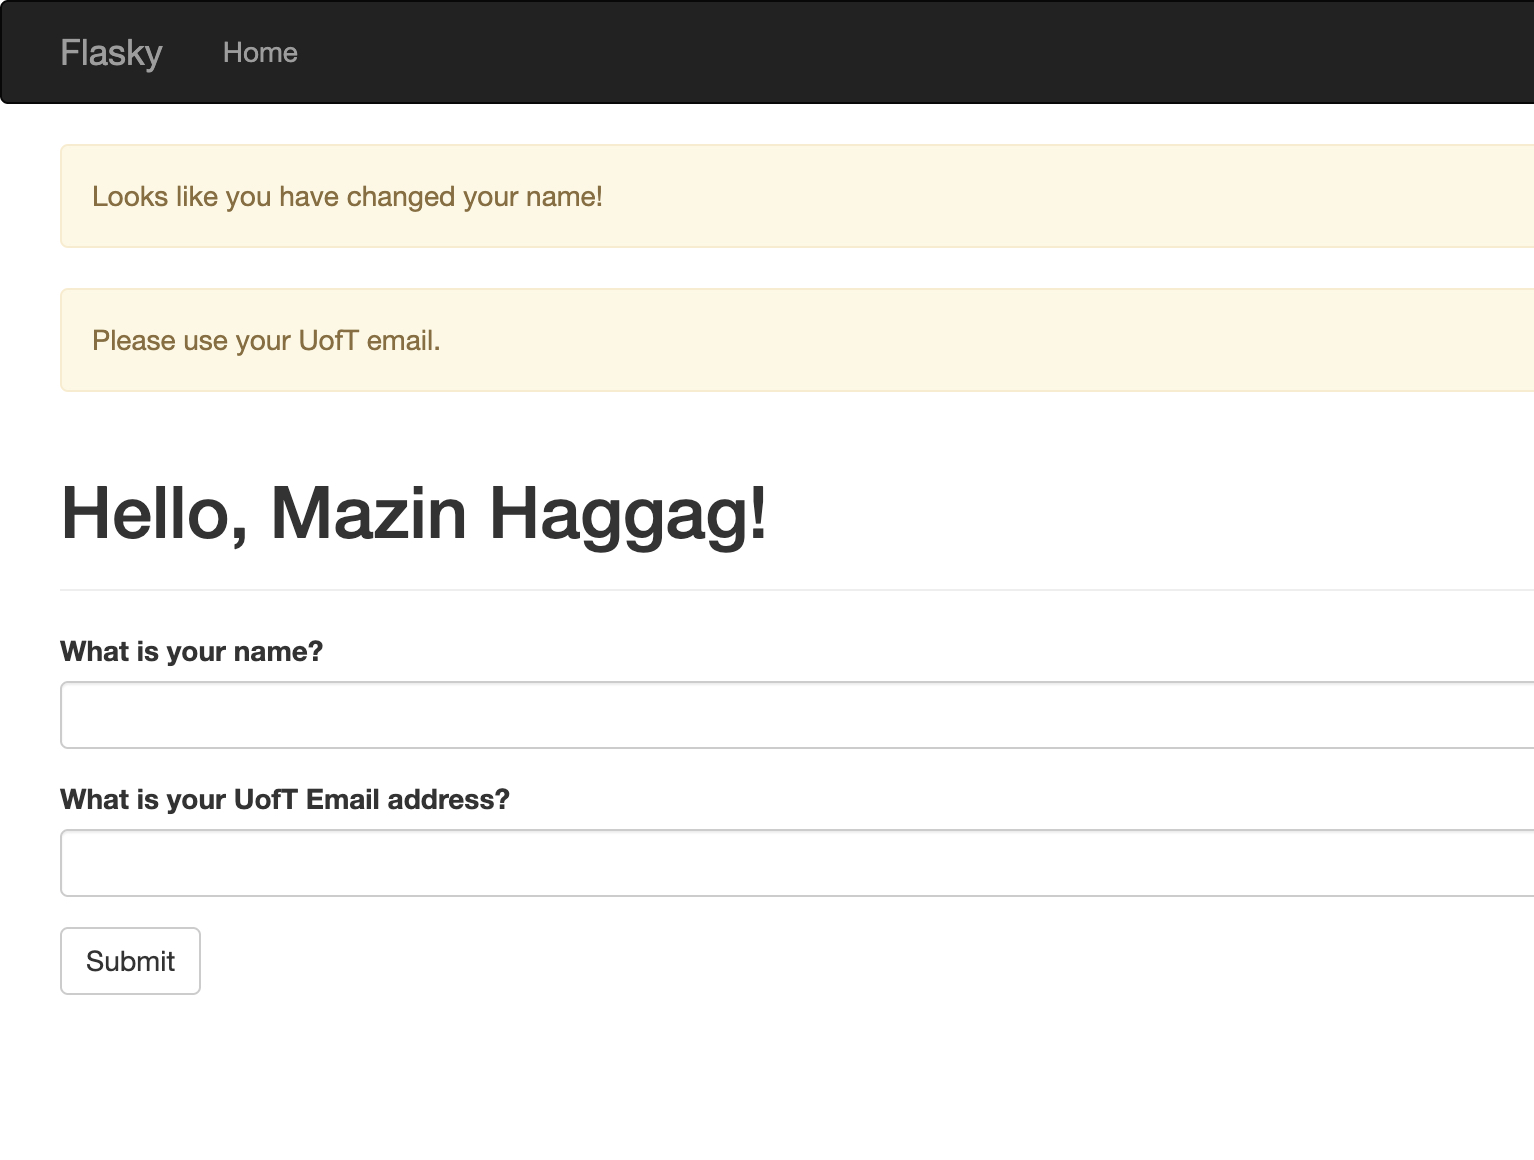 Flasky Home
Looks like you have changed your name!
Please use your UofT email.
Hello, Mazin Haggag!
What is your name?
What is your UofT Email address?
Submit